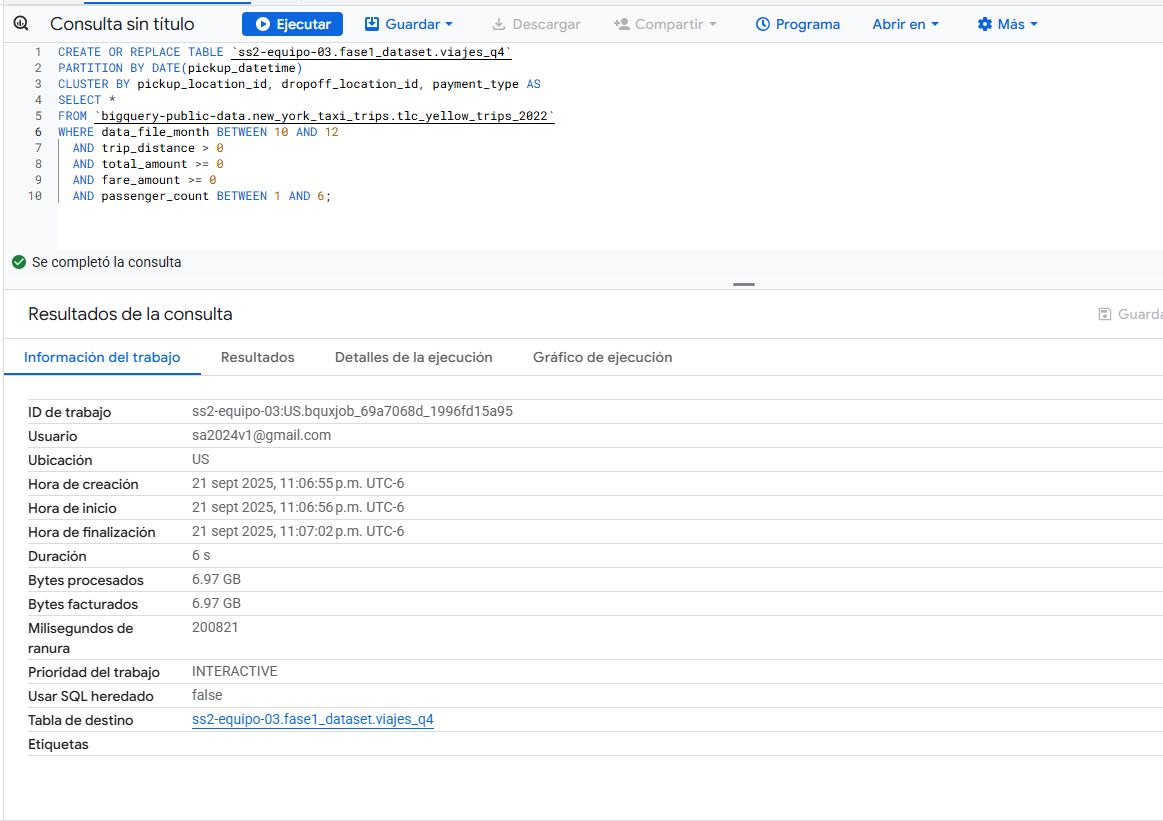 Consulta sin título
Ejecutar
Guardar
Descargar
Compartir
Programa
Abrir en
Más
1 CREATE OR REPLACE TABLE `ss2-equipo-03.fase1_dataset.viajes_q4`
2 PARTITION BY DATE(pickup_datetime)
3 CLUSTER BY pickup_location_id, dropoff_location_id, payment_type AS
4 SELECT *
5 FROM `bigquery-public-data.new_york_taxi_trips.tlc_yellow_trips_2022`
6 WHERE data_file_month BETWEEN 10 AND 12
7 AND trip_distance > 0
8 AND total_amount >= 0
9 AND fare_amount >= 0
10 AND passenger_count BETWEEN 1 AND 6;
Se completó la consulta
Resultados de la consulta
Guarda
Información del trabajo
Resultados
Detalles de la ejecución
Gráfico de ejecución
ID de trabajo ss2-equipo-03:US.bquxjob_69a7068d_1996fd15a95
Usuario sa2024v1@gmail.com
Ubicación US
Hora de creación 21 sept 2025, 11:06:55 p.m. UTC-6
Hora de inicio 21 sept 2025, 11:06:56 p.m. UTC-6
Hora de finalización 21 sept 2025, 11:07:02 p.m. UTC-6
Duración 6 s
Bytes procesados 6.97 GB
Bytes facturados 6.97 GB
Milisegundos de 200821
ranura
Prioridad del trabajo INTERACTIVE
Usar SQL heredado false
Tabla de destino ss2-equipo-03.fase1_dataset.viajes_q4
Etiquetas